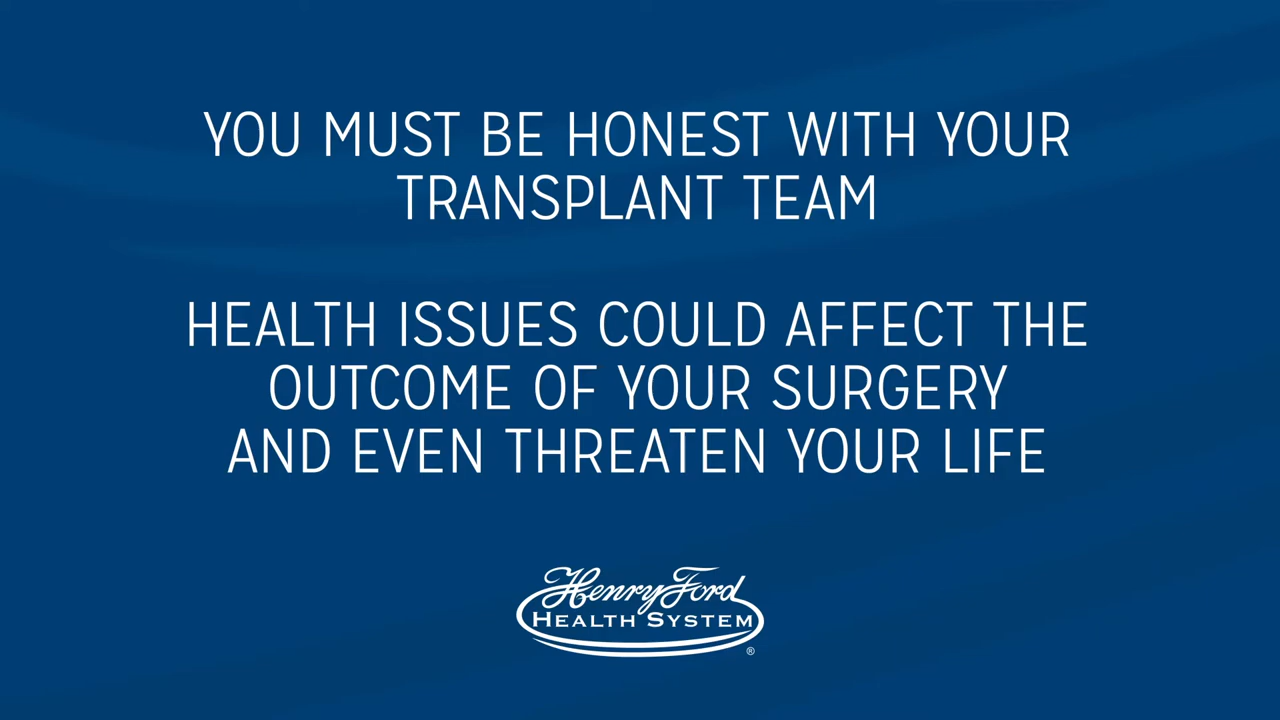 YOU MUST BE HONEST WITH YOUR
TRANSPLANT TEAM
HEALTH ISSUES COULD AFFECT THE
OUTCOME OF YOUR SURGERY
AND EVEN THREATEN YOUR LIFE
Henry Ford
HEALTH SYSTEM
®